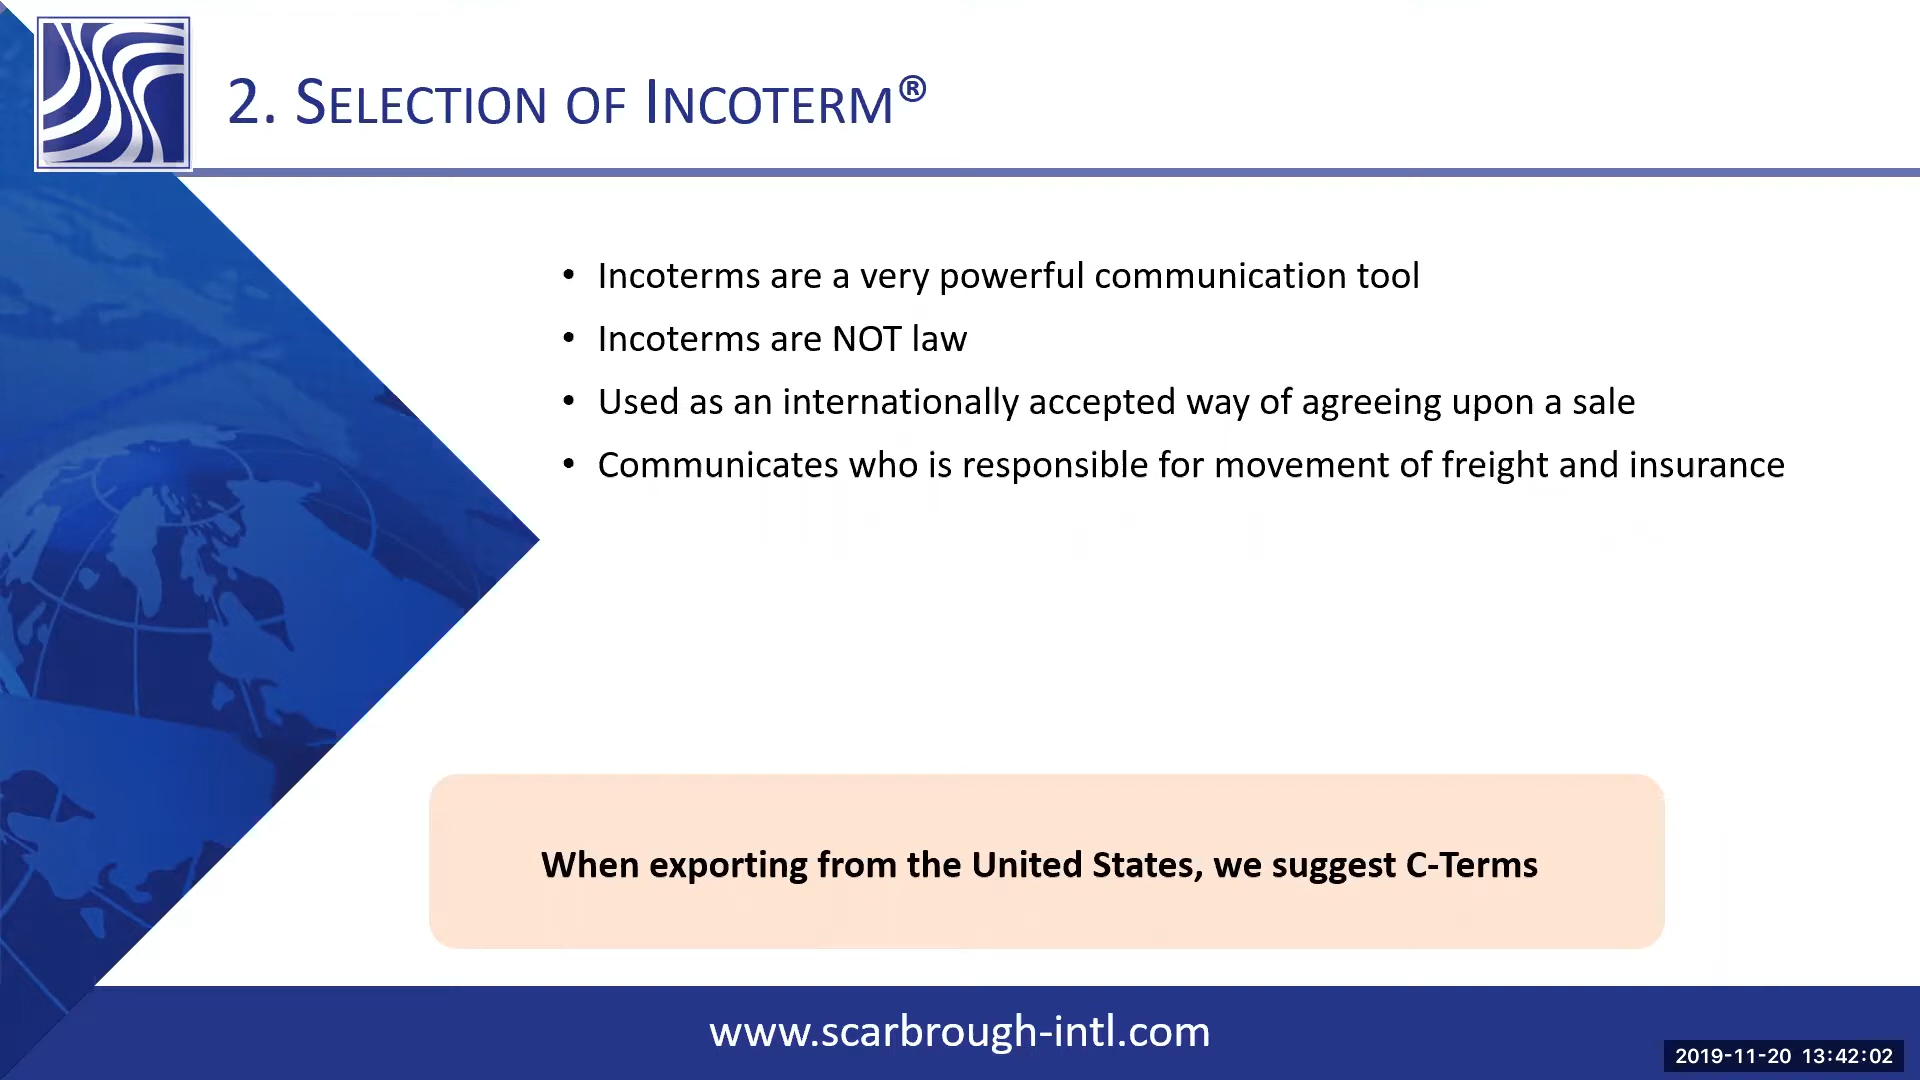 2. Selection of Incoterm®
• Incoterms are a very powerful communication tool
• Incoterms are NOT law
• Used as an internationally accepted way of agreeing upon a sale
• Communicates who is responsible for movement of freight and insurance
When exporting from the United States, we suggest C-Terms
www.scarbrough-intl.com
2019-11-20 13:42:02